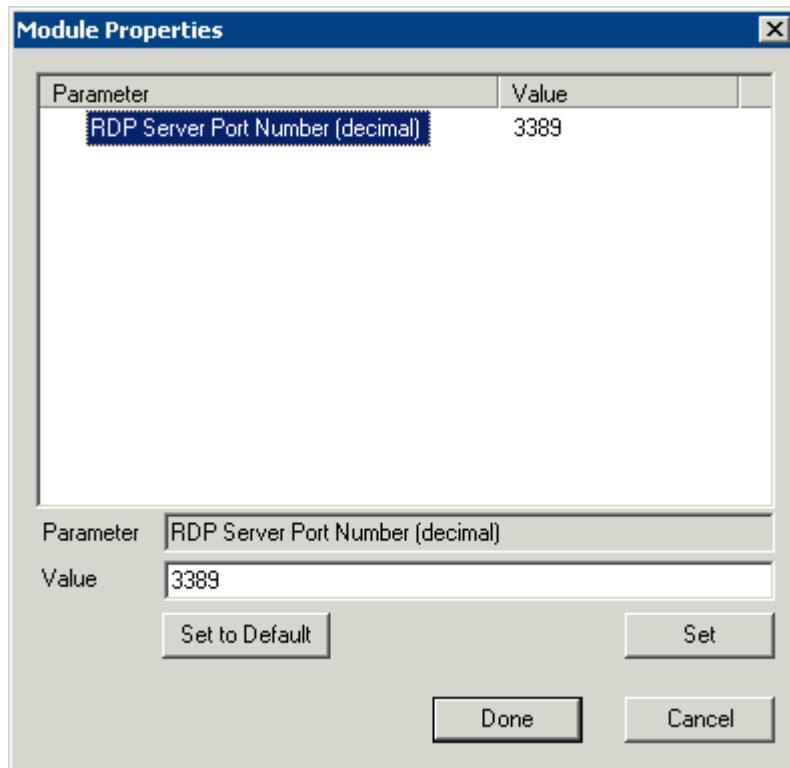 Module Properties
Parameter Value
RDP Server Port Number (decimal) 3389
Parameter RDP Server Port Number (decimal)
Value 3389
Set to Default Set
Done Cancel